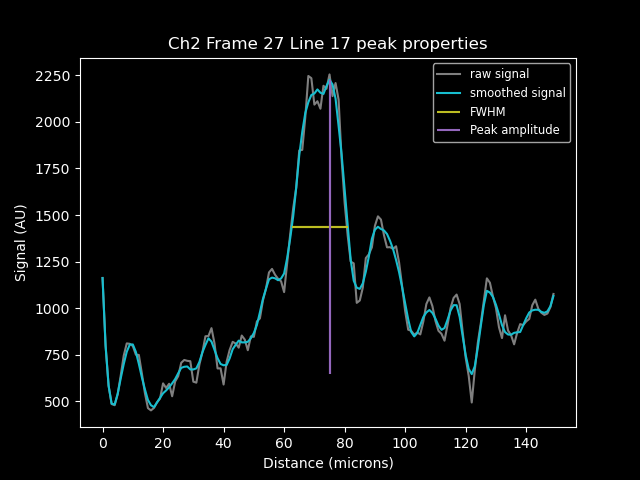 Ch2 Frame 27 Line 17 peak properties
raw signal
smoothed signal
FWHM
Peak amplitude
Signal (AU)
2250
2000
1750
1500
1250
1000
750
500
0 20 40 60 80 100 120 140
Distance (microns)